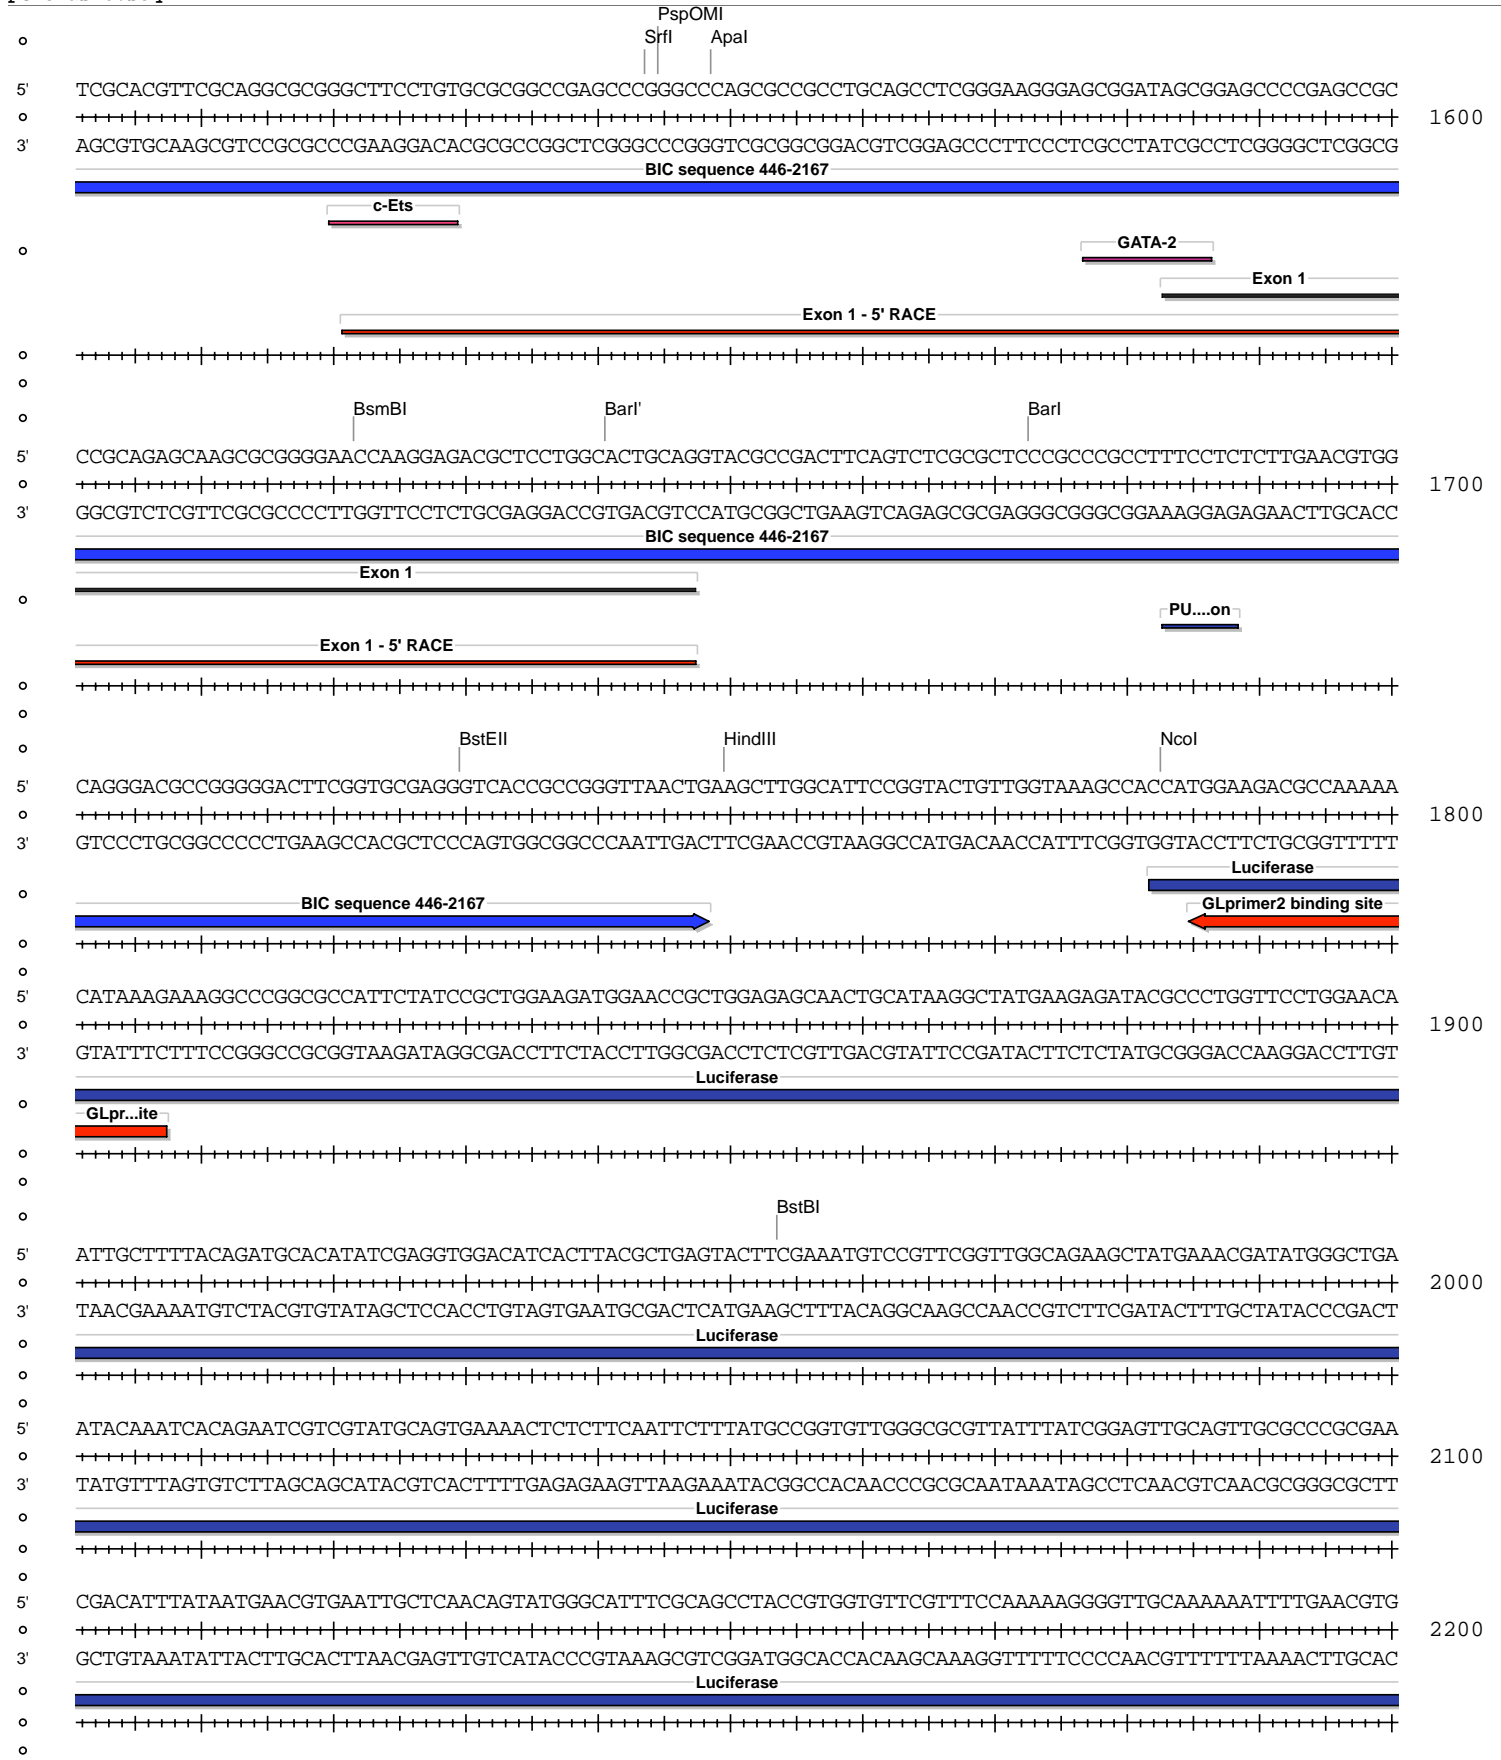 PspOMI
SrfI ApaI
5' TCGCACGTTCGCAGGCGCGGGCTTCCTGTGCGCGGCCGAGCCCGGGCCCAGCGCCGCCTGCAGCCTCGGGAAGGGAGCGGATAGCGGAGCCCCGAGCCGC
1600
3' AGCGTGCAAGCGTCCGCGCCCGAAGGACACGCGCCGGCTCGGGCCCGGGTCGCGGCGGACGTCGGAGCCCTTCCCTCGCCTATCGCCTCGGGGCTCGGCG
BIC sequence 446-2167
c-Ets
GATA-2
Exon 1
Exon 1 - 5' RACE
BsmBI BarI' BarI
5' CCGCAGAGCAAGCGCGGGGAACCAAGGAGACGCTCCTGGCACTGCAGGTACGCCGACTTCAGTCTCGCGCTCCCGCCCGCCTTTCCTCTCTTGAACGTGG
1700
3' GGCGTCTCGTTCGCGCCCCTTGGTTCCTCTGCGAGGACCGTGACGTCCATGCGGCTGAAGTCAGAGCGCGAGGGCGGGCGGAAAGGAGAGAACTTGCACC
BIC sequence 446-2167
Exon 1
PU....on
Exon 1 - 5' RACE
BstEII HindIII NcoI
5' CAGGGACGCCGGGGGACTTCGGTGCGAGGGTCACCGCCGGGTTAACTGAAGCTTGGCATTCCGGTACTGTTGGTAAAGCCACCATGGAAGACGCCAAAAA
1800
3' GTCCCTGCGGCCCCCTGAAGCCACGCTCCCAGTGGCGGCCCAATTGACTTCGAACCGTAAGGCCATGACAACCATTTCGGTGGTACCTTCTGCGGTTTTT
Luciferase
BIC sequence 446-2167 GLprimer2 binding site
5' CATAAAGAAAGGCCCGGCGCCATTCTATCCGCTGGAAGATGGAACCGCTGGAGAGCAACTGCATAAGGCTATGAAGAGATACGCCCTGGTTCCTGGAACA
1900
3' GTATTTCTTTCCGGGCCGCGGTAAGATAGGCGACCTTCTACCTTGGCGACCTCTCGTTGACGTATTCCGATACTTCTCTATGCGGGACCAAGGACCTTGT
Luciferase
GLpr...ite
BstBI
5' ATTGCTTTTACAGATGCACATATCGAGGTGGACATCACTTACGCTGAGTACTTCGAAATGTCCGTTCGGTTGGCAGAAGCTATGAAACGATATGGGCTGA
2000
3' TAACGAAAATGTCTACGTGTATAGCTCCACCTGTAGTGAATGCGACTCATGAAGCTTTACAGGCAAGCCAACCGTCTTCGATACTTTGCTATACCCGACT
Luciferase
5' ATACAAATCACAGAATCGTCGTATGCAGTGAAAACTCTCTTCAATTCTTTATGCCGGTGTTGGGCGCGTTATTTATCGGAGTTGCAGTTGCGCCCGCGAA
2100
3' TATGTTTAGTGTCTTAGCAGCATACGTCACTTTTGAGAGAAGTTAAGAAATACGGCCACAACCCGCGCAATAAATAGCCTCAACGTCAACGCGGGCGCTT
Luciferase
5' CGACATTTATAATGAACGTGAATTGCTCAACAGTATGGGCATTTCGCAGCCTACCGTGGTGTTCGTTTCCAAAAAGGGGTTGCAAAAAATTTTGAACGTG
2200
3' GCTGTAAATATTACTTGCACTTAACGAGTTGTCATACCCGTAAAGCGTCGGATGGCACCACAAGCAAAGGTTTTTCCCCAACGTTTTTTAAAACTTGCAC
Luciferase